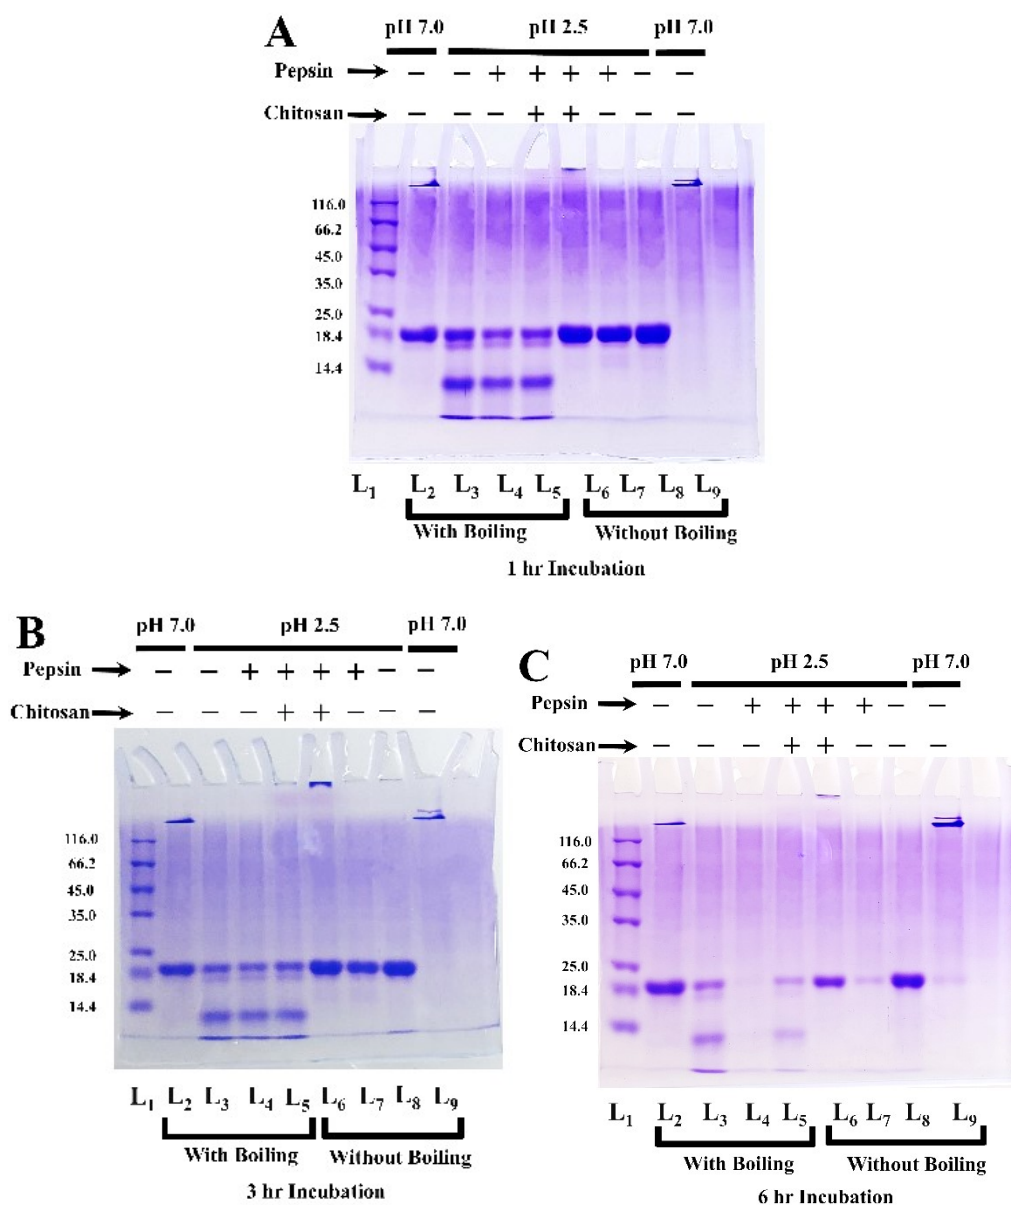 A
pH 7.0 pH 2.5 pH 7.0
Pepsin − − + + + + − −
Chitosan − − − + + − − −
116.0
66.2
45.0
35.0
25.0
18.4
14.4
L1 L2 L3 L4 L5 L6 L7 L8 L9
With Boiling Without Boiling
1 hr Incubation
B
pH 7.0 pH 2.5 pH 7.0
Pepsin − − + + + + − −
Chitosan − − − + + − − −
116.0
66.2
45.0
35.0
25.0
18.4
14.4
L1 L2 L3 L4 L5 L6 L7 L8 L9
With Boiling Without Boiling
3 hr Incubation
C
pH 7.0 pH 2.5 pH 7.0
Pepsin − − + + + + − −
Chitosan − − − + + − − −
116.0
66.2
45.0
35.0
25.0
18.4
14.4
L1 L2 L3 L4 L5 L6 L7 L8 L9
With Boiling Without Boiling
6 hr Incubation